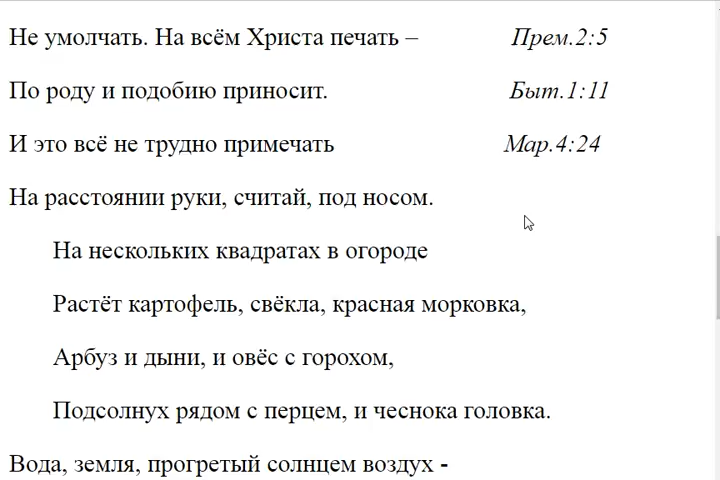 Не умолчать. На всём Христа печать – Прем.2:5
По роду и подобию приносит. Быт.1:11
И это всё не трудно примечать Мар.4:24
На расстоянии руки, считай, под носом.
На нескольких квадратах в огороде
Растёт картофель, свёкла, красная морковка,
Арбуз и дыни, и овёс с горохом,
Подсолнух рядом с перцем, и чеснока головка.
Вода, земля, прогретый солнцем воздух -